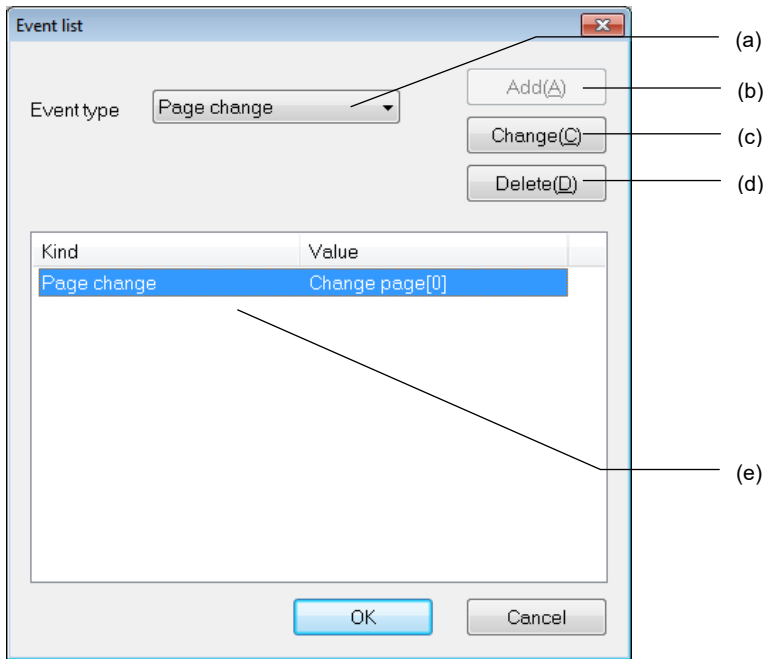 Event list
(a)
Event type
Page change
Add(A)
(b)
Change(C)
(c)
Delete(D)
(d)
Kind Value
Page change Change page[0]
(e)
OK
Cancel